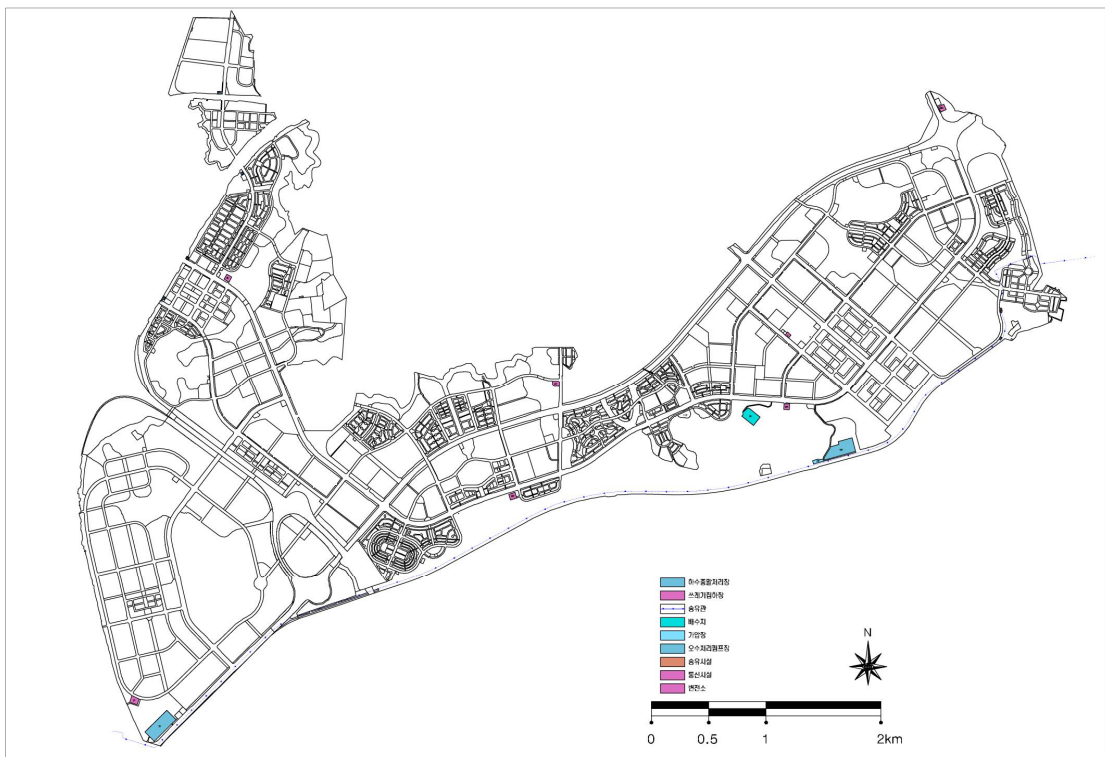 하수종말처리장
쓰레기집하장
송유관
배수지
가압장
오수처리펌프장
송유시설
통신시설
변전소
N
0 0.5 1 2km